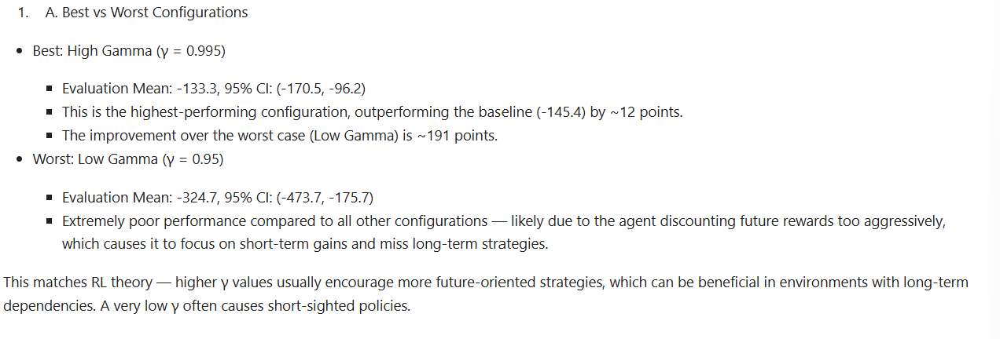 1. A. Best vs Worst Configurations
• Best: High Gamma (γ = 0.995)
▪ Evaluation Mean: -133.3, 95% CI: (-170.5, -96.2)
▪ This is the highest-performing configuration, outperforming the baseline (-145.4) by ~12 points.
▪ The improvement over the worst case (Low Gamma) is ~191 points.
• Worst: Low Gamma (γ = 0.95)
▪ Evaluation Mean: -324.7, 95% CI: (-473.7, -175.7)
▪ Extremely poor performance compared to all other configurations — likely due to the agent discounting future rewards too aggressively,
which causes it to focus on short-term gains and miss long-term strategies.
This matches RL theory — higher γ values usually encourage more future-oriented strategies, which can be beneficial in environments with long-term
dependencies. A very low γ often causes short-sighted policies.